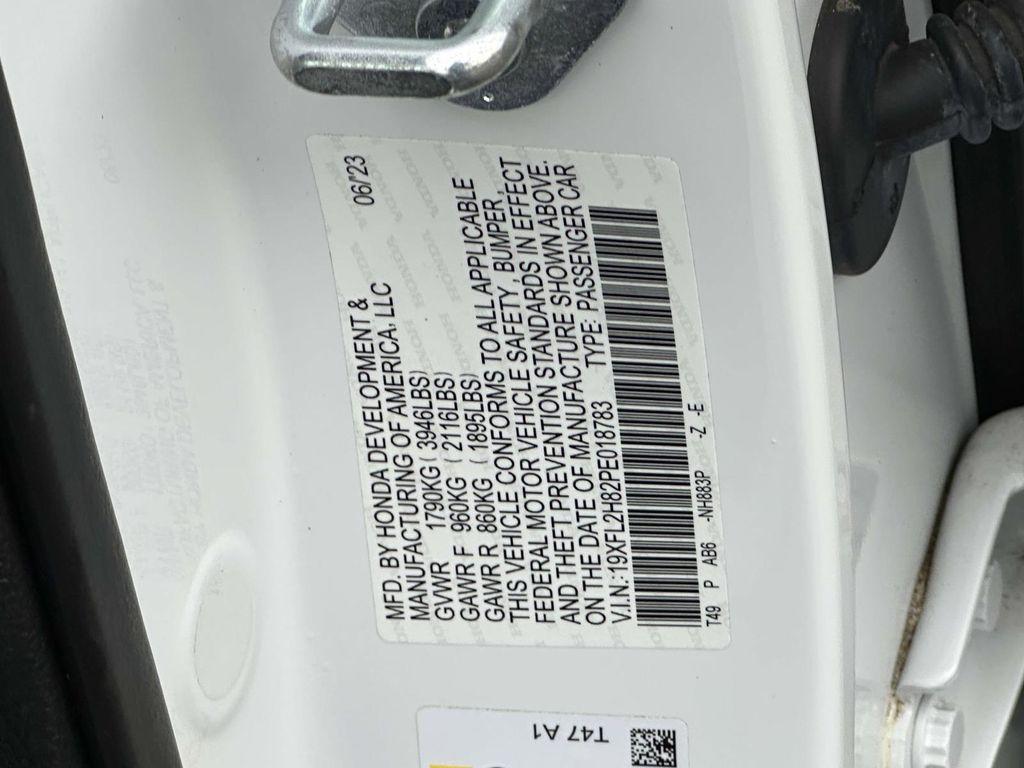 MFD. BY HONDA DEVELOPMENT & 06/'23
MANUFACTURING OF AMERICA, LLC
GVWR 1790KG ( 3946LBS)
GAWR F 960KG ( 2116LBS)
GAWR R 860KG ( 1895LBS)
THIS VEHICLE CONFORMS TO ALL APPLICABLE
FEDERAL MOTOR VEHICLE SAFETY, BUMPER,
AND THEFT PREVENTION STANDARDS IN EFFECT
ON THE DATE OF MANUFACTURE SHOWN ABOVE.
V.I.N.:19XFL2H82PE018783 TYPE: PASSENGER CAR
T49 P AB6 -NH883P -Z -E
T47 A1